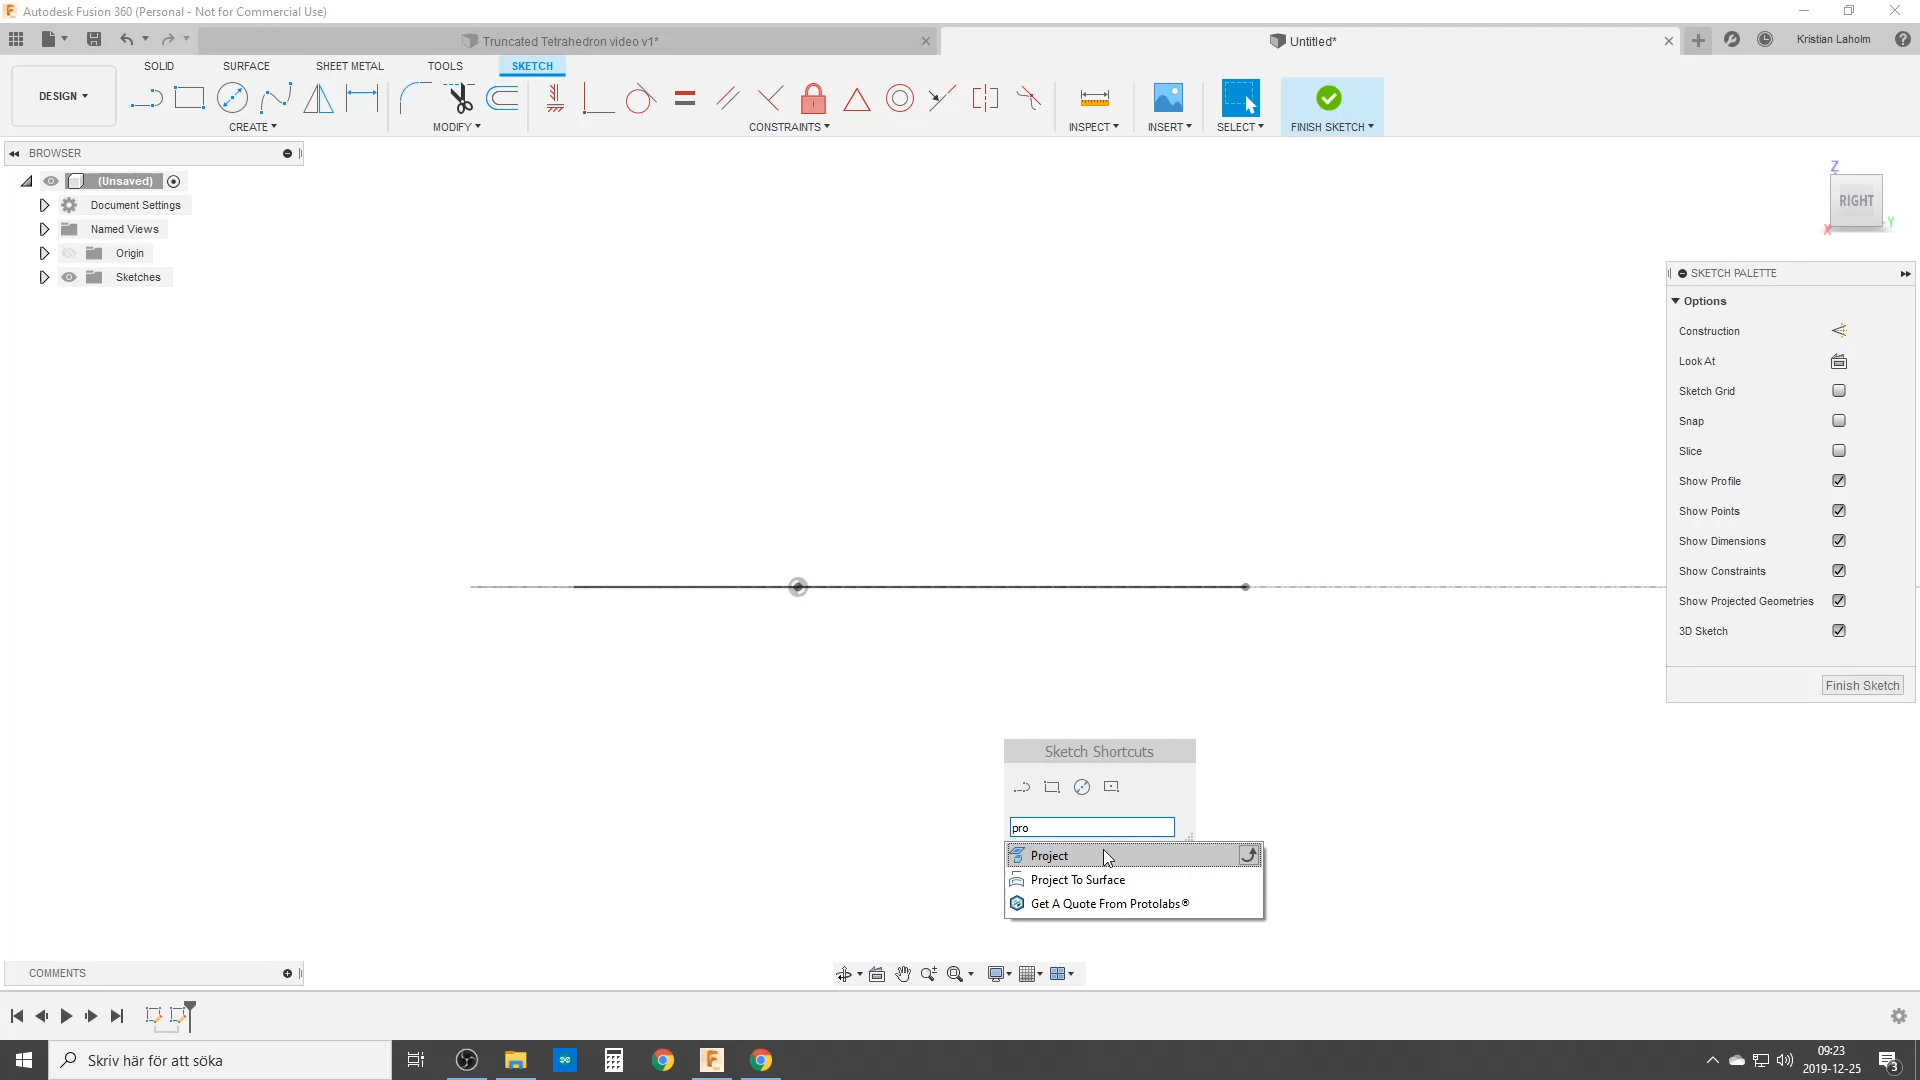 Autodesk Fusion 360 (Personal - Not for Commercial Use)
Truncated Tetrahedron video v1*
Untitled*
Kristian Laholm
DESIGN
SOLID
SURFACE
SHEET METAL
TOOLS
SKETCH
CREATE
MODIFY
CONSTRAINTS
INSPECT
INSERT
SELECT
FINISH SKETCH
BROWSER
(Unsaved)
Document Settings
Named Views
Origin
Sketches
Z
RIGHT
Y
X
SKETCH PALETTE
Options
Construction
Look At
Sketch Grid
Snap
Slice
Show Profile
Show Points
Show Dimensions
Show Constraints
Show Projected Geometries
3D Sketch
Finish Sketch
Sketch Shortcuts
pro
Project
Project To Surface
Get A Quote From Protolabs®
COMMENTS
Skriv här för att söka
09:23
2019-12-25
3